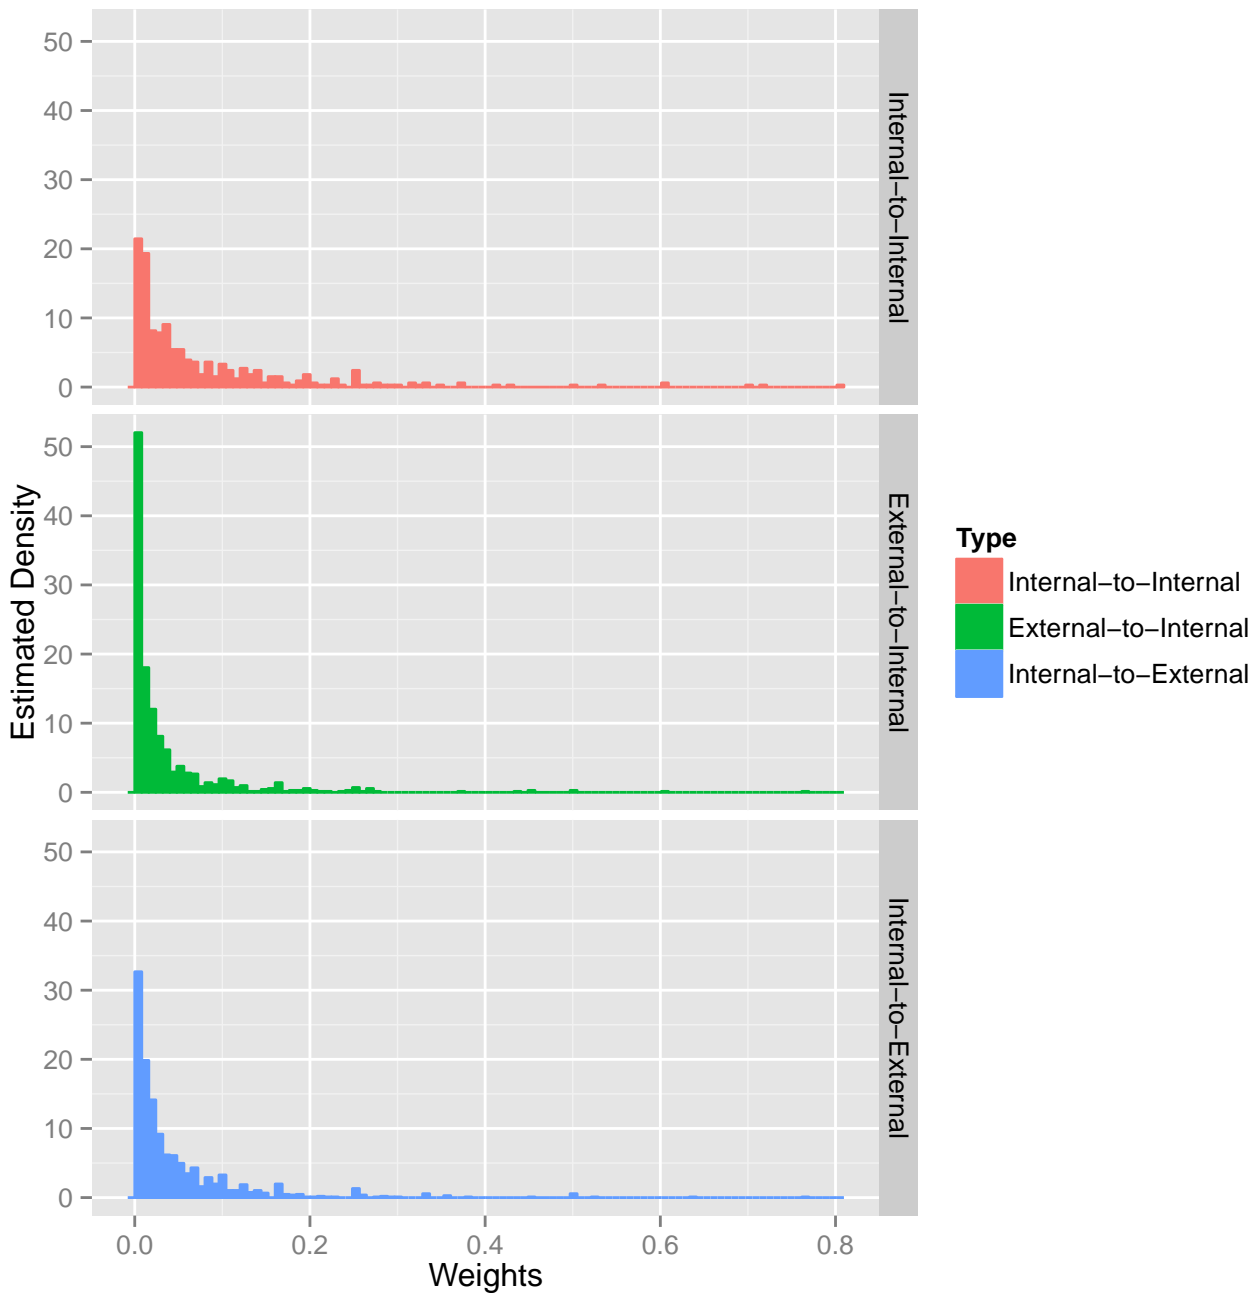 50
40
30
20
10
0
Internal−to−Internal
50
40
30
20
10
0
External−to−Internal
50
40
30
20
10
0
Internal−to−External
Estimated Density
0.0 0.2 0.4 0.6 0.8
Weights
Type
Internal−to−Internal
External−to−Internal
Internal−to−External